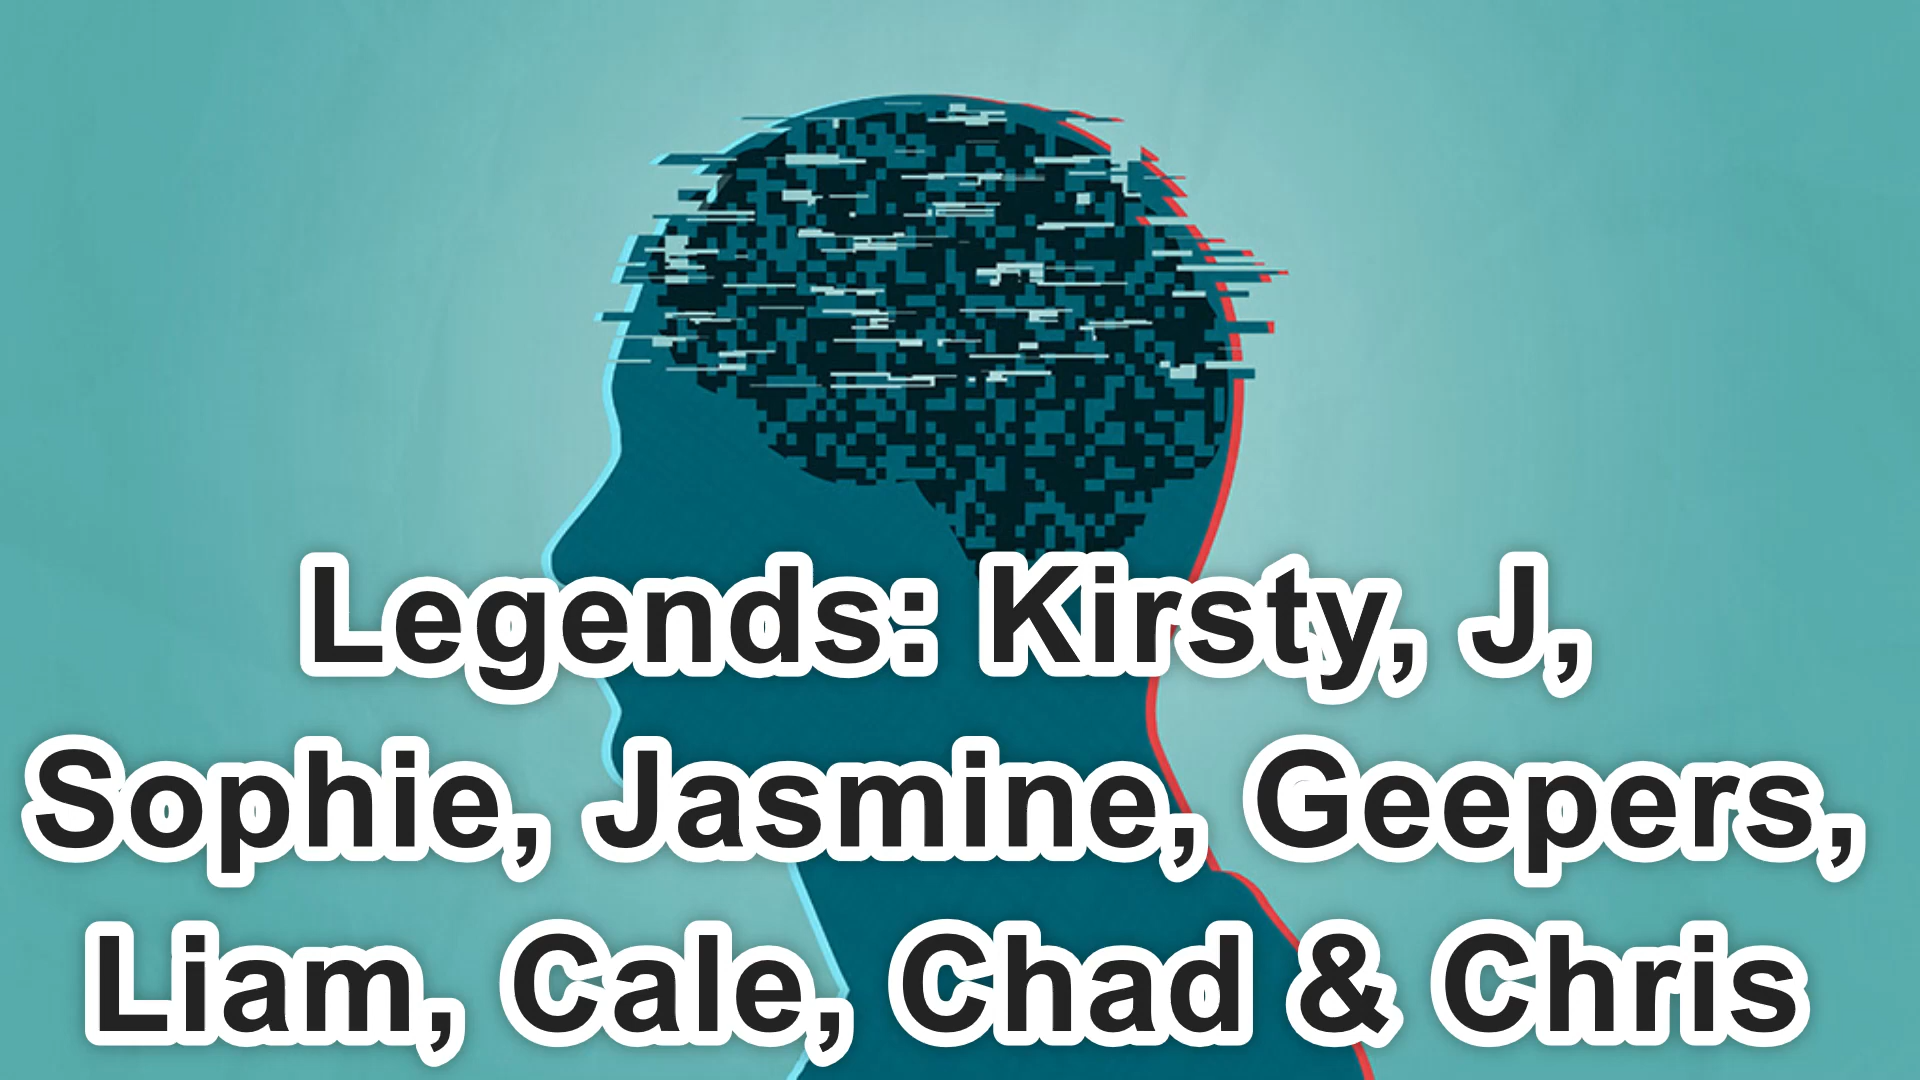 Legends: Kirsty, J,
Sophie, Jasmine, Geepers,
Liam, Cale, Chad & Chris